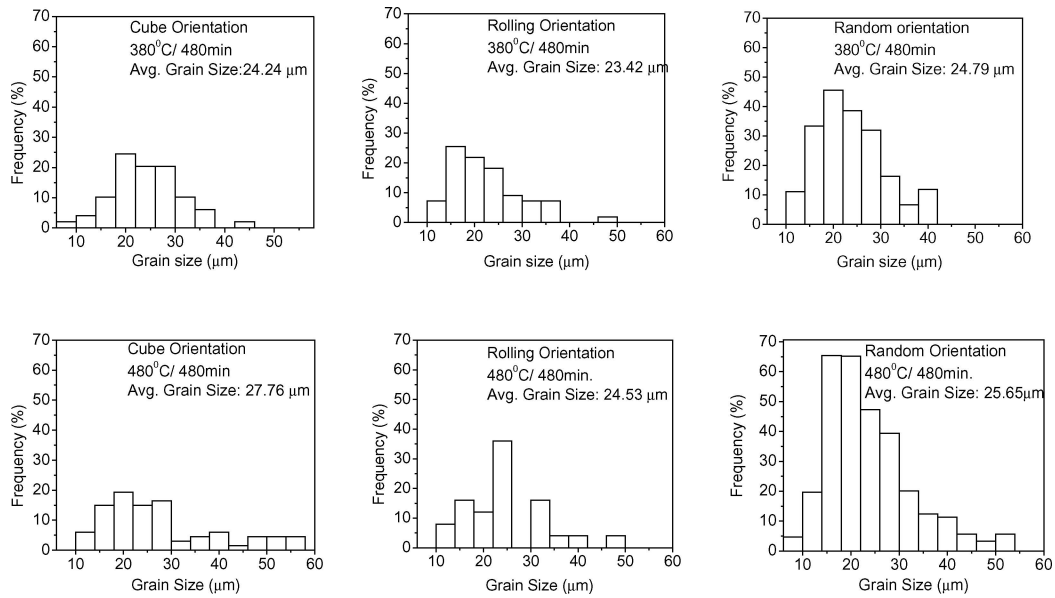 70
60
50
40
30
20
10
0
Frequency (%)
Cube Orientation
380⁰C/ 480min
Avg. Grain Size:24.24 μm
10 20 30 40 50
Grain size (μm)
70
60
50
40
30
20
10
0
Frequency (%)
Rolling Orientation
380⁰C/ 480min
Avg. Grain Size: 23.42 μm
10 20 30 40 50 60
Grain size (μm)
70
60
50
40
30
20
10
0
Frequency (%)
Random orientation
380⁰C/ 480min
Avg. Grain Size: 24.79 μm
10 20 30 40 50 60
Grain size (μm)
70
60
50
40
30
20
10
0
Frequency (%)
Cube Orientation
480⁰C/ 480min
Avg. Grain Size: 27.76 μm
10 20 30 40 50 60
Grain Size (μm)
70
60
50
40
30
20
10
0
Frequency (%)
Rolling Orientation
480⁰C/ 480min.
Avg. Grain Size: 24.53 μm
10 20 30 40 50 60
Grain Size (μm)
70
60
50
40
30
20
10
0
Frequency (%)
Random Orientation
480⁰C/ 480min.
Avg. Grain Size: 25.65μm
10 20 30 40 50 60
Grain Size (μm)